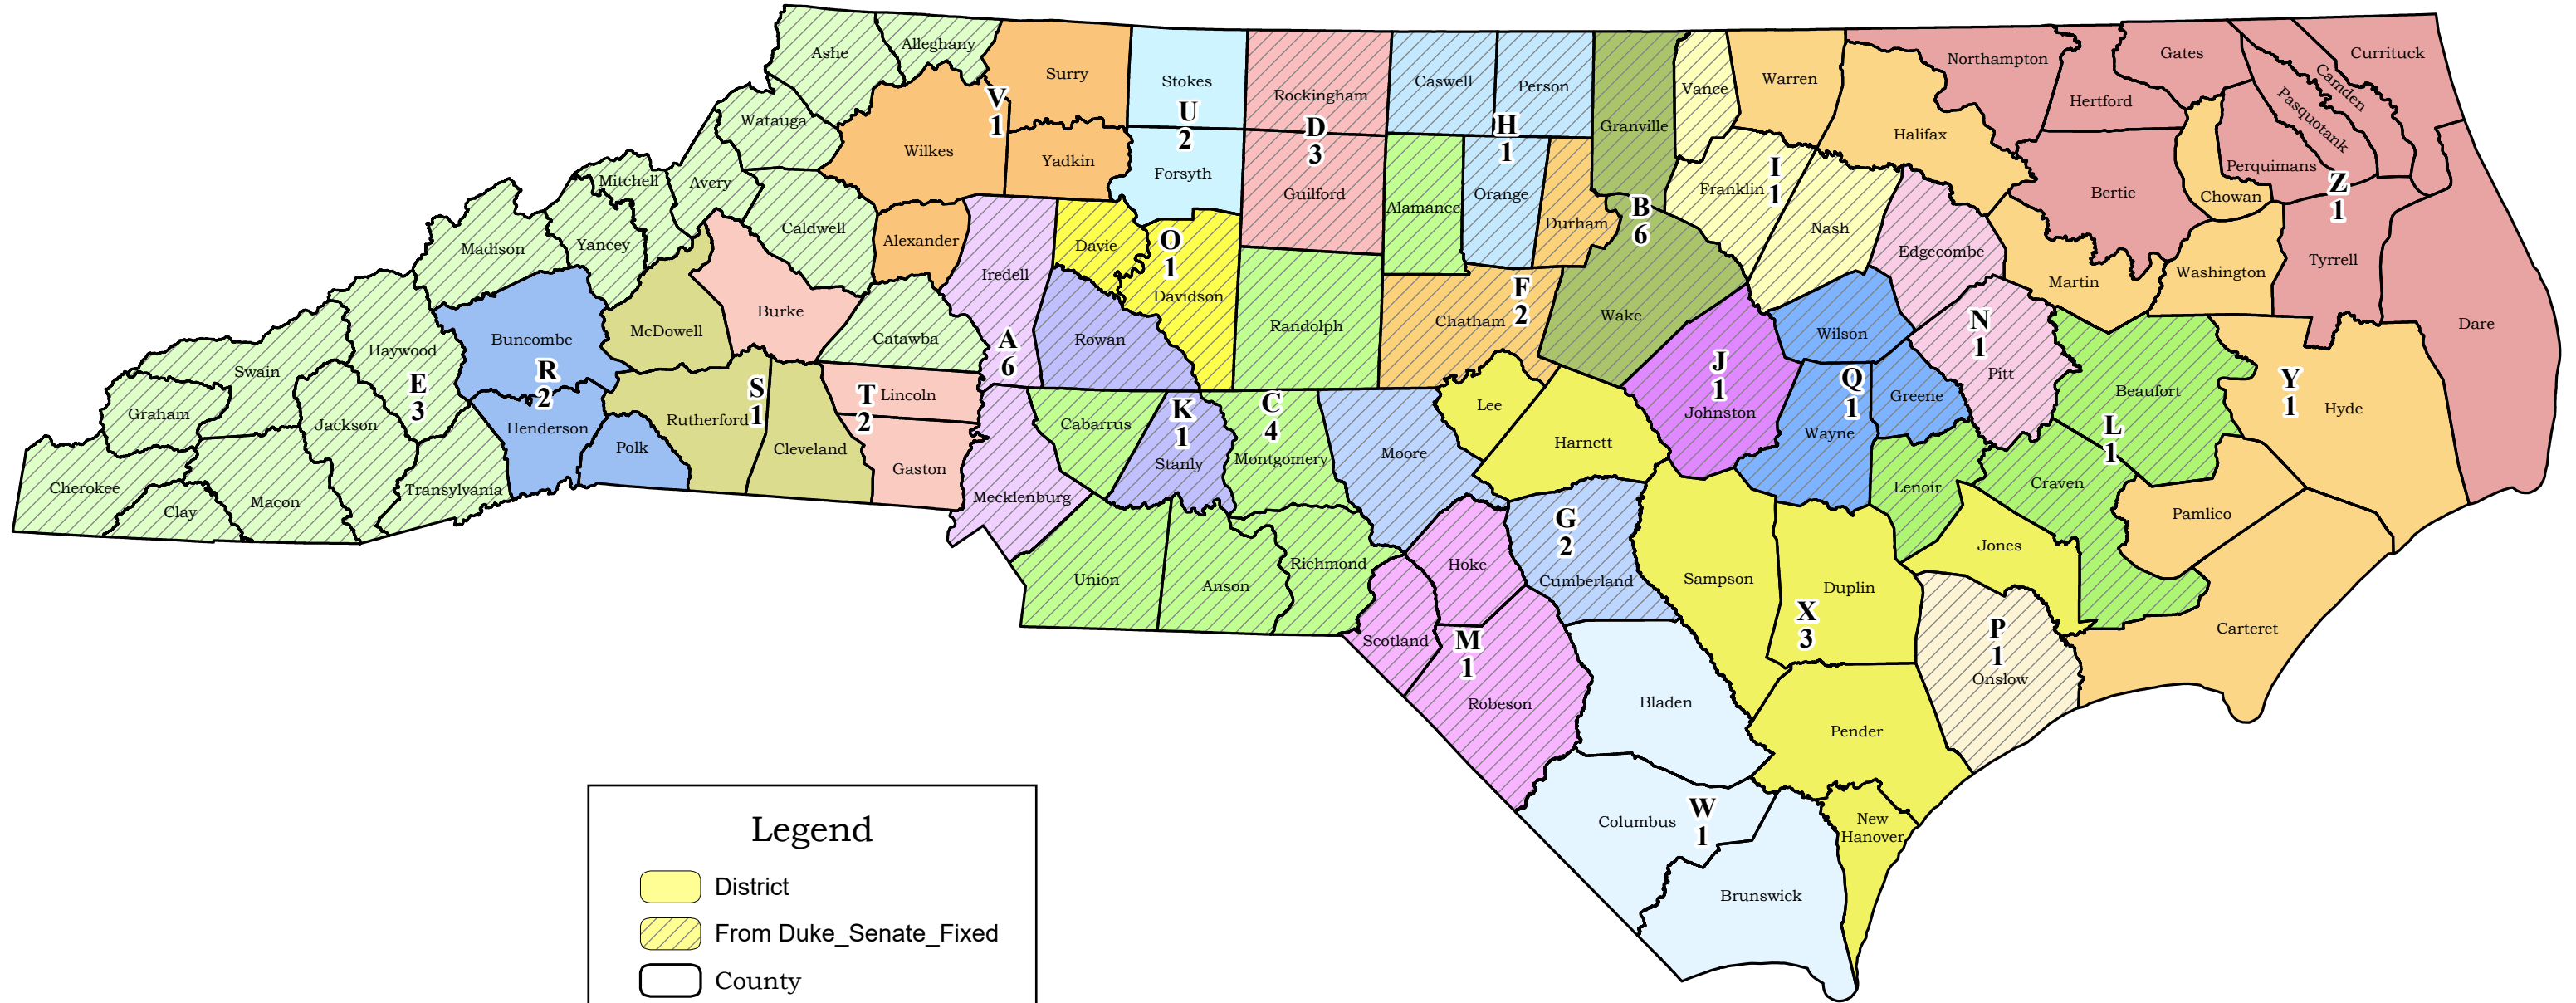 Ashe
Alleghany
Surry
Stokes
Rockingham
Caswell
Person
Granville
Vance
Warren
Northampton
Hertford
Gates
Camden
Pasquotank
Currituck
V
1
U
2
D
3
H
1
Watauga
Wilkes
Yadkin
Forsyth
Guilford
Alamance
Orange
Durham
B
6
Franklin
I
1
Nash
Halifax
Edgecombe
Bertie
Chowan
Perquimans
Z
1
Mitchell
Avery
Caldwell
Alexander
Madison
Yancey
Iredell
Davie
O
1
Davidson
Randolph
Chatham
F
2
Wake
Martin
Washington
Tyrrell
Dare
Buncombe
McDowell
Burke
Catawba
A
6
Rowan
J
1
Johnston
Wilson
N
1
Pitt
Beaufort
Y
1
Hyde
Swain
Haywood
E
3
R
2
Graham
Jackson
Henderson
Polk
Rutherford
S
1
Cleveland
T
2
Lincoln
Gaston
Cabarrus
K
1
Stanly
C
4
Montgomery
Moore
Lee
Harnett
Q
1
Wayne
Greene
L
1
Cherokee
Clay
Macon
Transylvania
Mecklenburg
Lenoir
Craven
Pamlico
Union
Anson
Richmond
Hoke
G
2
Cumberland
Sampson
Duplin
X
3
Jones
P
1
Onslow
Carteret
Scotland
M
1
Robeson
Bladen
Pender
Columbus
W
1
New
Hanover
Brunswick
Legend
District
From Duke_Senate_Fixed
County